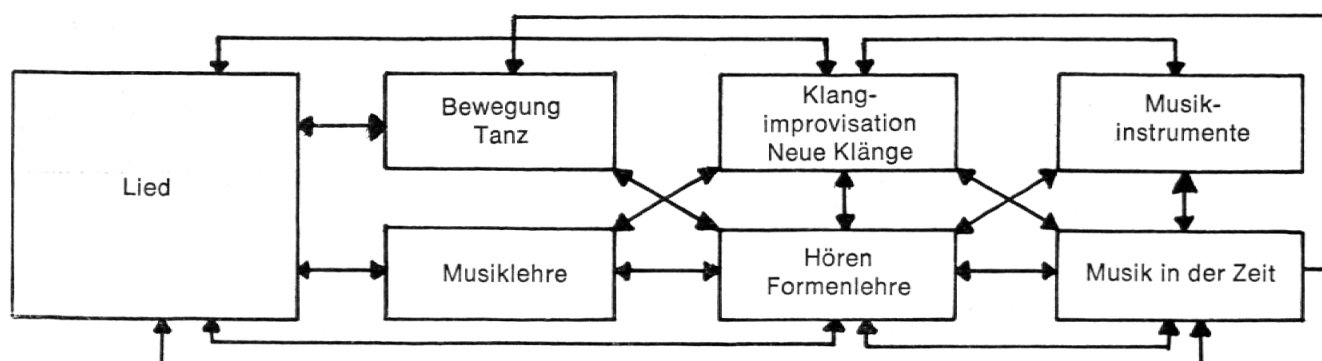 Lied
Bewegung
Tanz
Klang-
improvisation
Neue Klänge
Musik-
instrumente
Musiklehre
Hören
Formenlehre
Musik in der Zeit